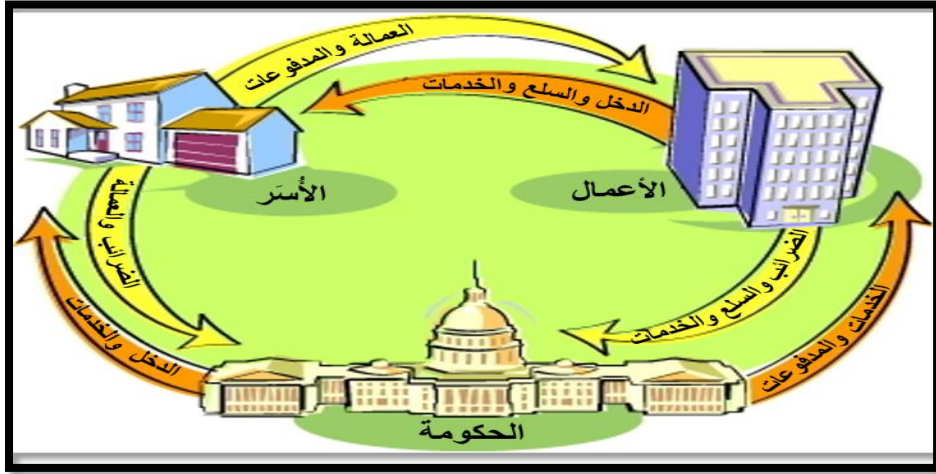 العمالة والمدفوعات
الدخل والسلع والخدمات
الأُسَر
الأعمال
الضرائب والعمالة
الضرائب والسلع والخدمات
الدخل والخدمات
الخدمات والمدفوعات
الحكومة